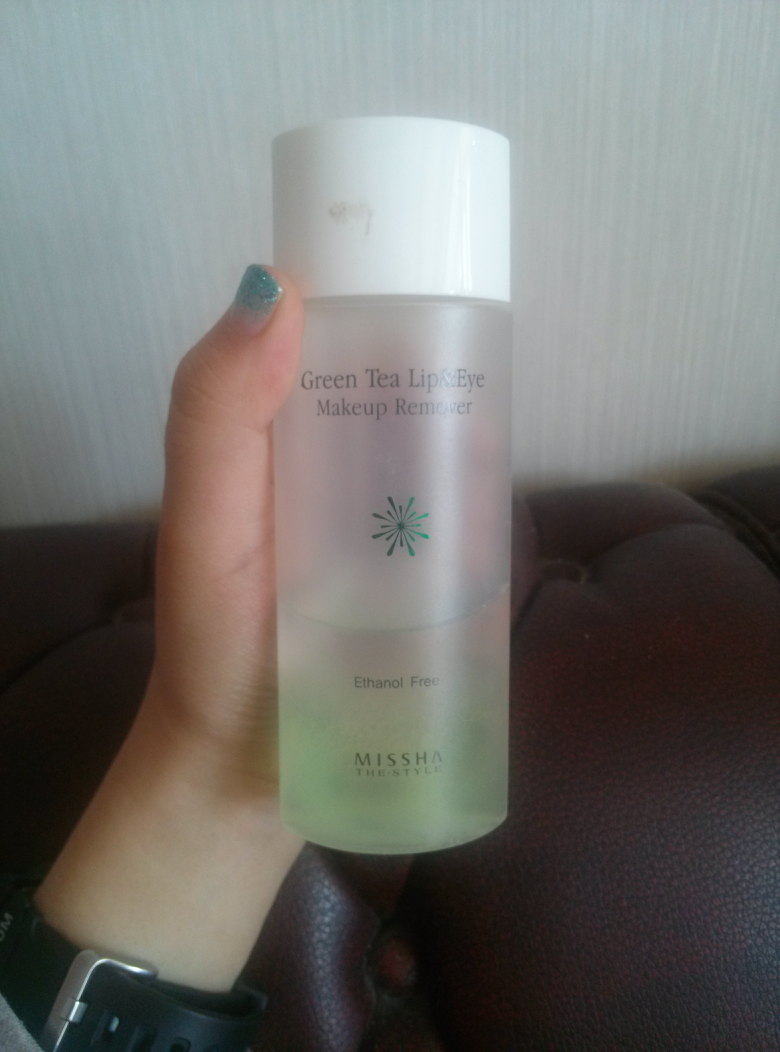 Green Tea Lip&Eye
Makeup Remover
Ethanol Free
MISSHA
THE·STYLE